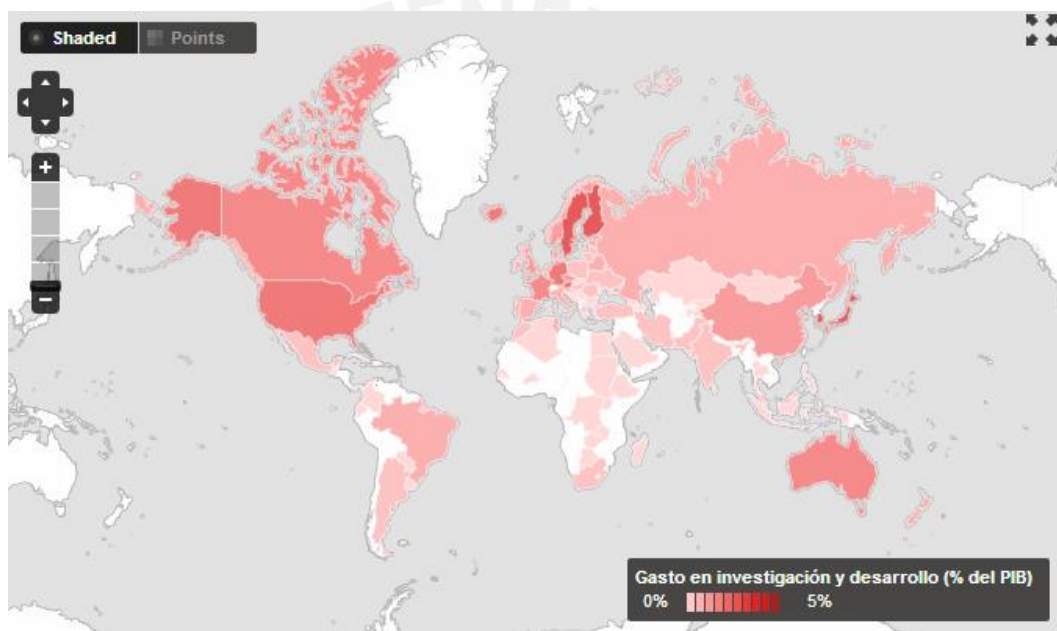 Shaded
Points
Gasto en investigación y desarrollo (% del PIB)
0% 5%